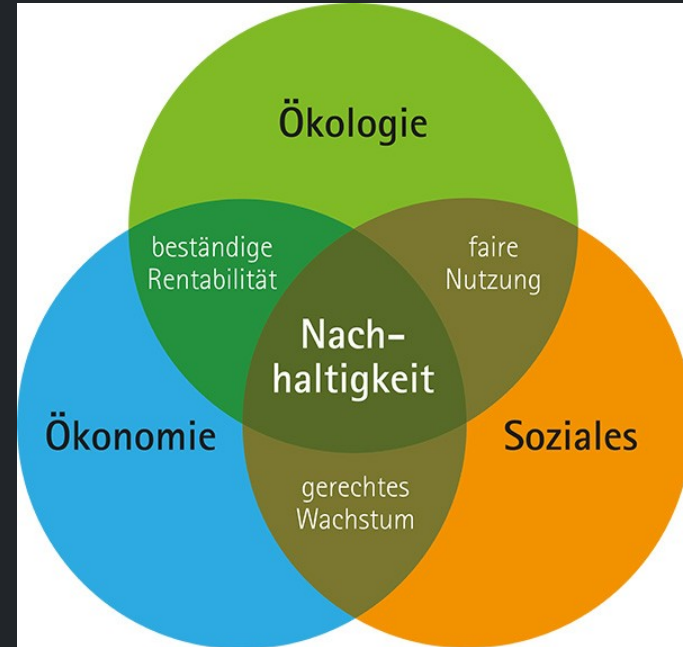 Ökologie
beständige
Rentabilität
faire
Nutzung
Nach-
haltigkeit
Ökonomie
Soziales
gerechtes
Wachstum